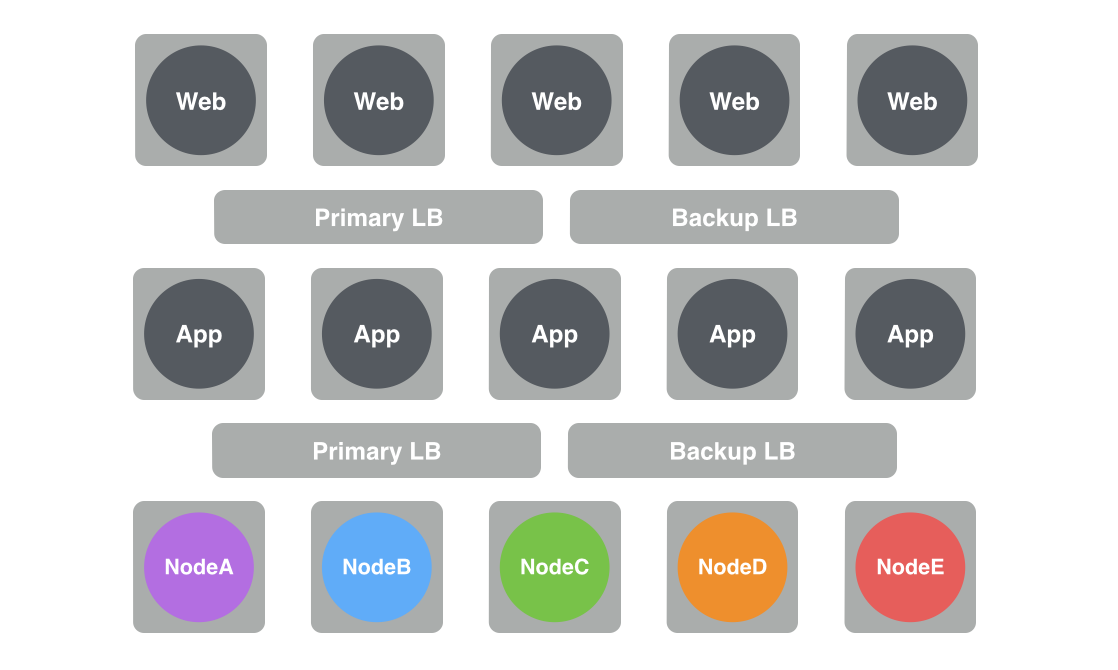 Web Web Web Web Web
Primary LB Backup LB
App App App App App
Primary LB Backup LB
NodeA NodeB NodeC NodeD NodeE